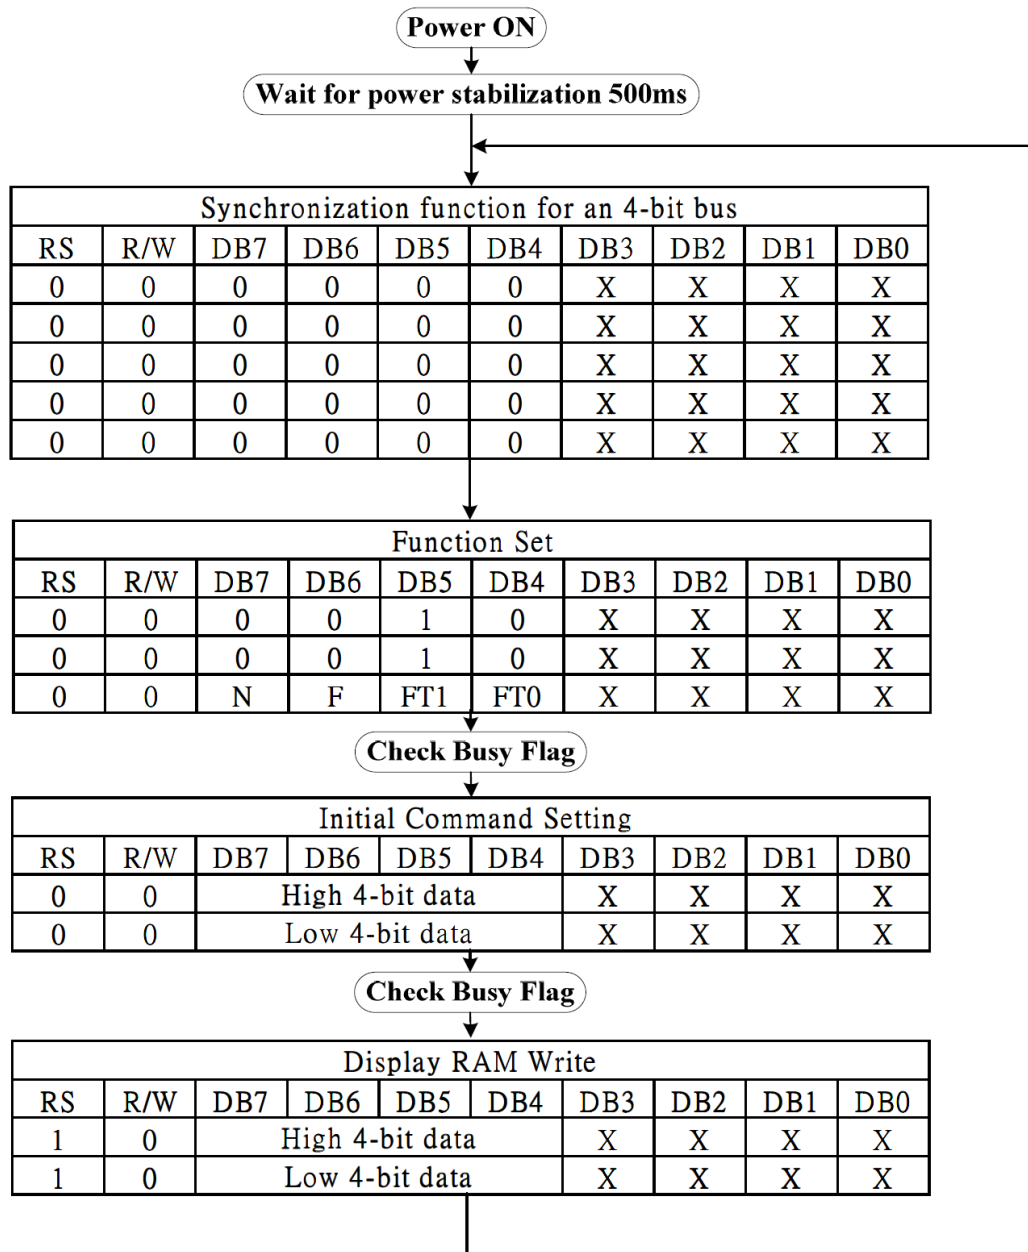 Power ON
Wait for power stabilization 500ms
Synchronization function for an 4-bit bus
RS R/W DB7 DB6 DB5 DB4 DB3 DB2 DB1 DB0
0 0 0 0 0 0 X X X X
0 0 0 0 0 0 X X X X
0 0 0 0 0 0 X X X X
0 0 0 0 0 0 X X X X
0 0 0 0 0 0 X X X X
Function Set
RS R/W DB7 DB6 DB5 DB4 DB3 DB2 DB1 DB0
0 0 0 0 1 0 X X X X
0 0 0 0 1 0 X X X X
0 0 N F FT1 FT0 X X X X
Check Busy Flag
Initial Command Setting
RS R/W DB7 DB6 DB5 DB4 DB3 DB2 DB1 DB0
0 0 High 4-bit data X X X X
0 0 Low 4-bit data X X X X
Check Busy Flag
Display RAM Write
RS R/W DB7 DB6 DB5 DB4 DB3 DB2 DB1 DB0
1 0 High 4-bit data X X X X
1 0 Low 4-bit data X X X X